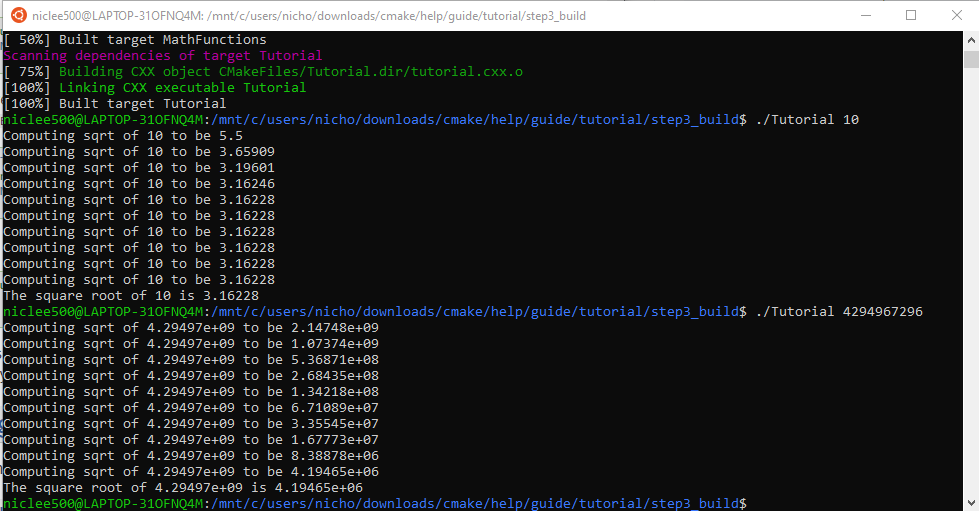 niclee500@LAPTOP-31OFNQ4M: /mnt/c/users/nicho/downloads/cmake/help/guide/tutorial/step3_build
[ 50%] Built target MathFunctions
Scanning dependencies of target Tutorial
[ 75%] Building CXX object CMakeFiles/Tutorial.dir/tutorial.cxx.o
[100%] Linking CXX executable Tutorial
[100%] Built target Tutorial
niclee500@LAPTOP-31OFNQ4M:/mnt/c/users/nicho/downloads/cmake/help/guide/tutorial/step3_build$ ./Tutorial 10
Computing sqrt of 10 to be 5.5
Computing sqrt of 10 to be 3.65909
Computing sqrt of 10 to be 3.19601
Computing sqrt of 10 to be 3.16246
Computing sqrt of 10 to be 3.16228
Computing sqrt of 10 to be 3.16228
Computing sqrt of 10 to be 3.16228
Computing sqrt of 10 to be 3.16228
Computing sqrt of 10 to be 3.16228
Computing sqrt of 10 to be 3.16228
The square root of 10 is 3.16228
niclee500@LAPTOP-31OFNQ4M:/mnt/c/users/nicho/downloads/cmake/help/guide/tutorial/step3_build$ ./Tutorial 4294967296
Computing sqrt of 4.29497e+09 to be 2.14748e+09
Computing sqrt of 4.29497e+09 to be 1.07374e+09
Computing sqrt of 4.29497e+09 to be 5.36871e+08
Computing sqrt of 4.29497e+09 to be 2.68435e+08
Computing sqrt of 4.29497e+09 to be 1.34218e+08
Computing sqrt of 4.29497e+09 to be 6.71089e+07
Computing sqrt of 4.29497e+09 to be 3.35545e+07
Computing sqrt of 4.29497e+09 to be 1.67773e+07
Computing sqrt of 4.29497e+09 to be 8.38878e+06
Computing sqrt of 4.29497e+09 to be 4.19465e+06
The square root of 4.29497e+09 is 4.19465e+06
niclee500@LAPTOP-31OFNQ4M:/mnt/c/users/nicho/downloads/cmake/help/guide/tutorial/step3_build$